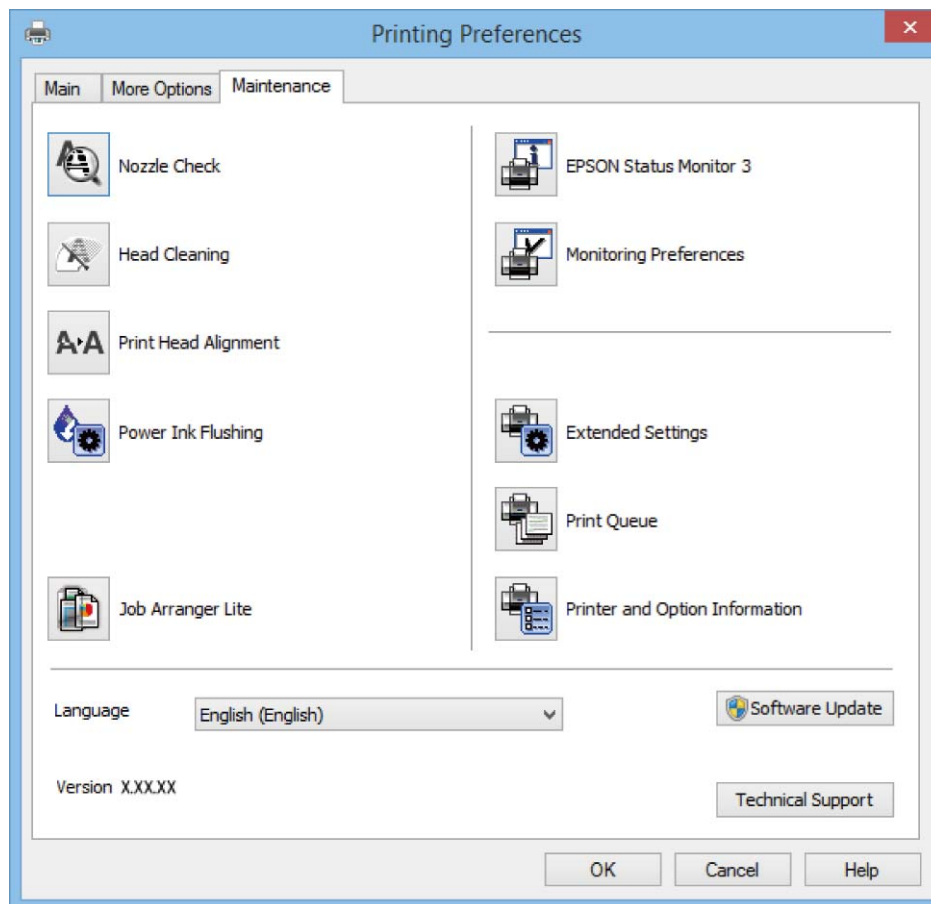 Printing Preferences
Main
More Options
Maintenance
Nozzle Check
Head Cleaning
A A Print Head Alignment
Power Ink Flushing
Job Arranger Lite
EPSON Status Monitor 3
Monitoring Preferences
Extended Settings
Print Queue
Printer and Option Information
Language
English (English)
Software Update
Version X.XX.XX
Technical Support
OK
Cancel
Help